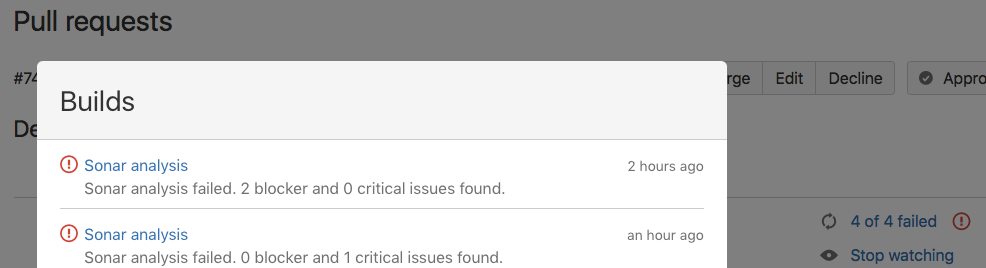 Pull requests
#74
rge Edit Decline Appro
Builds
De
Sonar analysis 2 hours ago
Sonar analysis failed. 2 blocker and 0 critical issues found.
Sonar analysis an hour ago
Sonar analysis failed. 0 blocker and 1 critical issues found.
4 of 4 failed
Stop watching